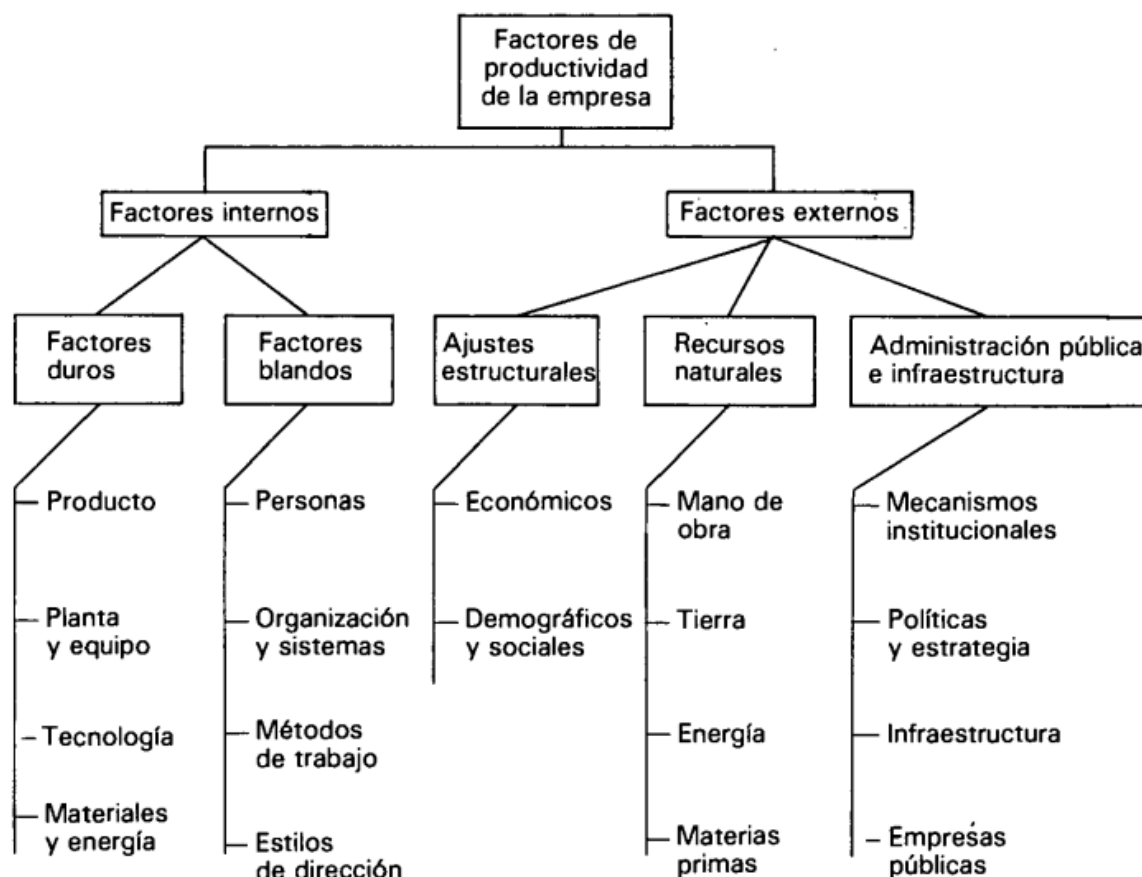 Factores de
productividad
de la empresa
Factores internos
Factores externos
Factores
duros
Factores
blandos
Ajustes
estructurales
Recursos
naturales
Administración pública
e infraestructura
Producto
Planta
y equipo
Tecnología
Materiales
y energía
Personas
Organización
y sistemas
Métodos
de trabajo
Estilos
de dirección
Económicos
Demográficos
y sociales
Mano de
obra
Tierra
Energía
Materias
primas
Mecanismos
institucionales
Políticas
y estrategia
Infraestructura
Empresas
públicas